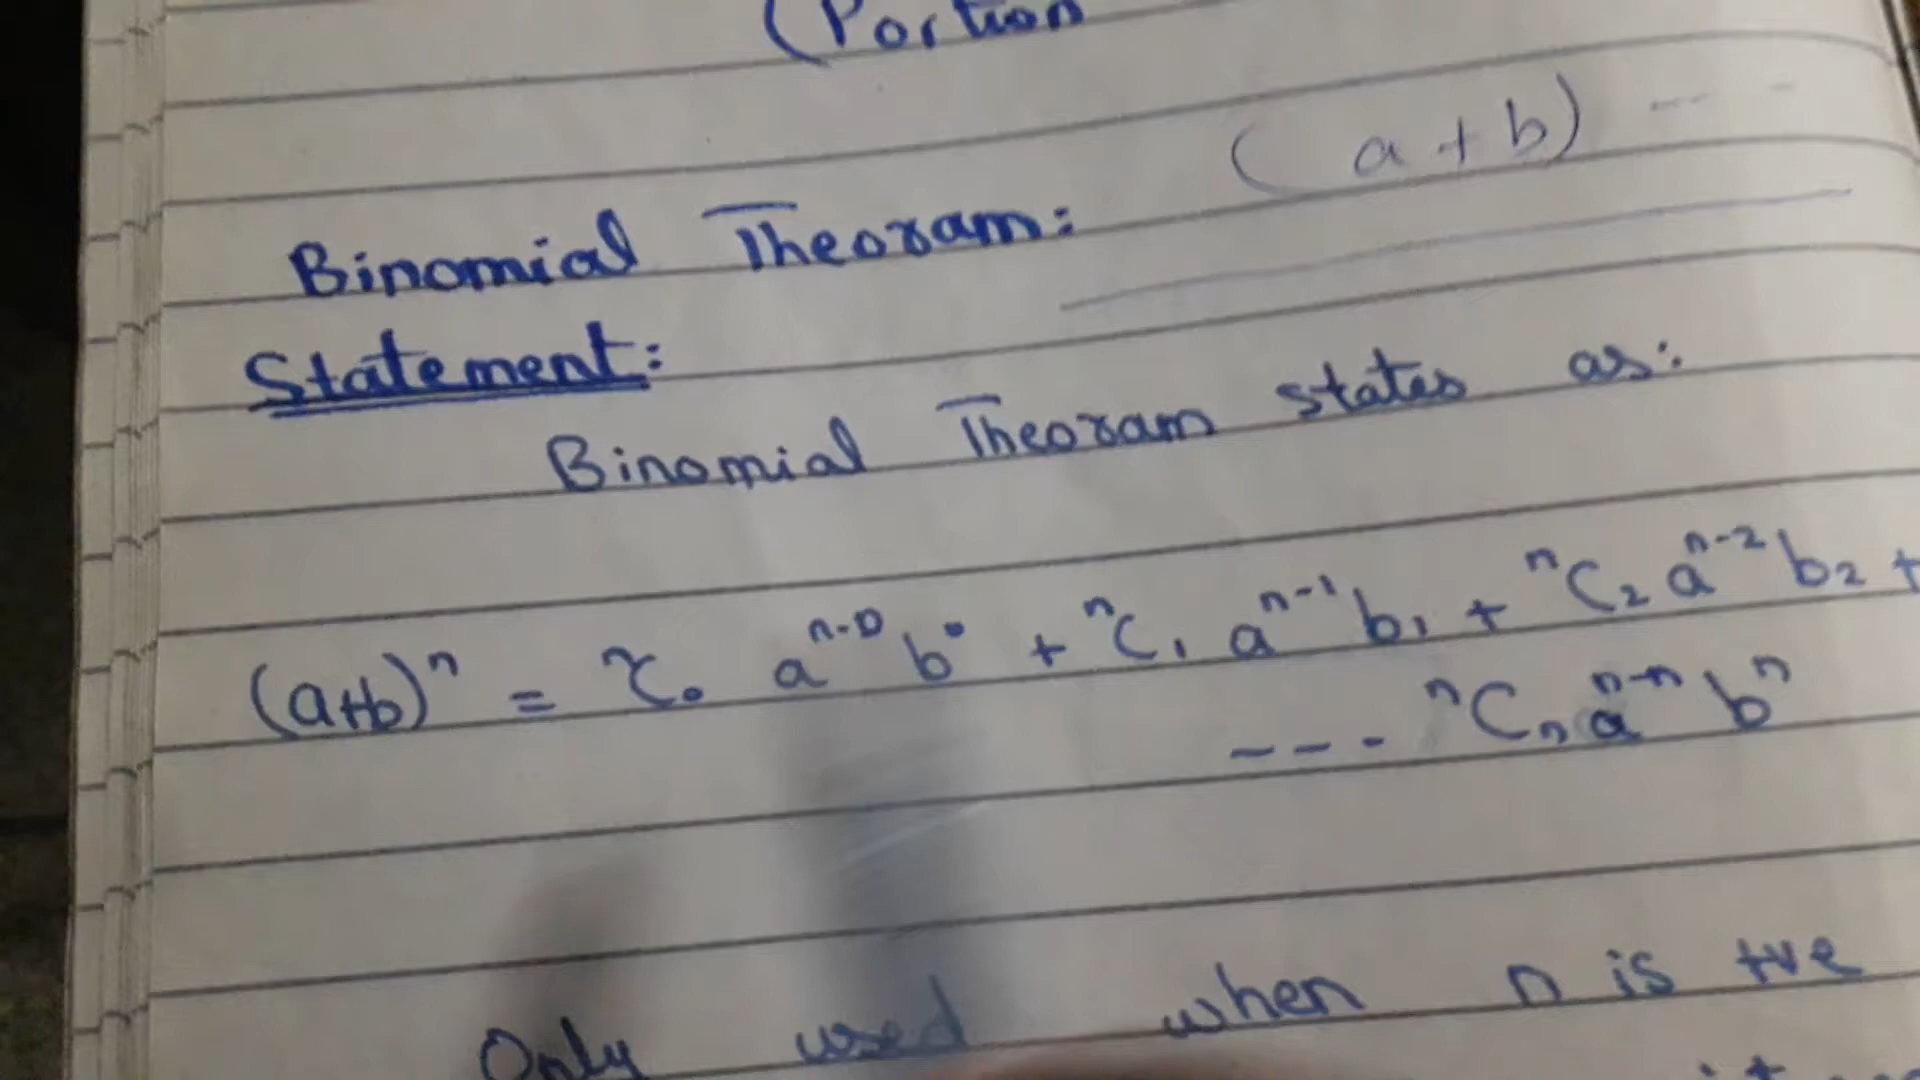 (Portion
(a+b) --- -
Binomial Theoram:
Statement:
Binomial Theoram states as:
(a+b)ⁿ = ⁿC₀ aⁿ⁻⁰ b⁰ + ⁿC₁ aⁿ⁻¹ b₁ + ⁿC₂ aⁿ⁻² b₂ +
--- ⁿCₙ aⁿ⁻ⁿ bⁿ
Only used when n is +ve